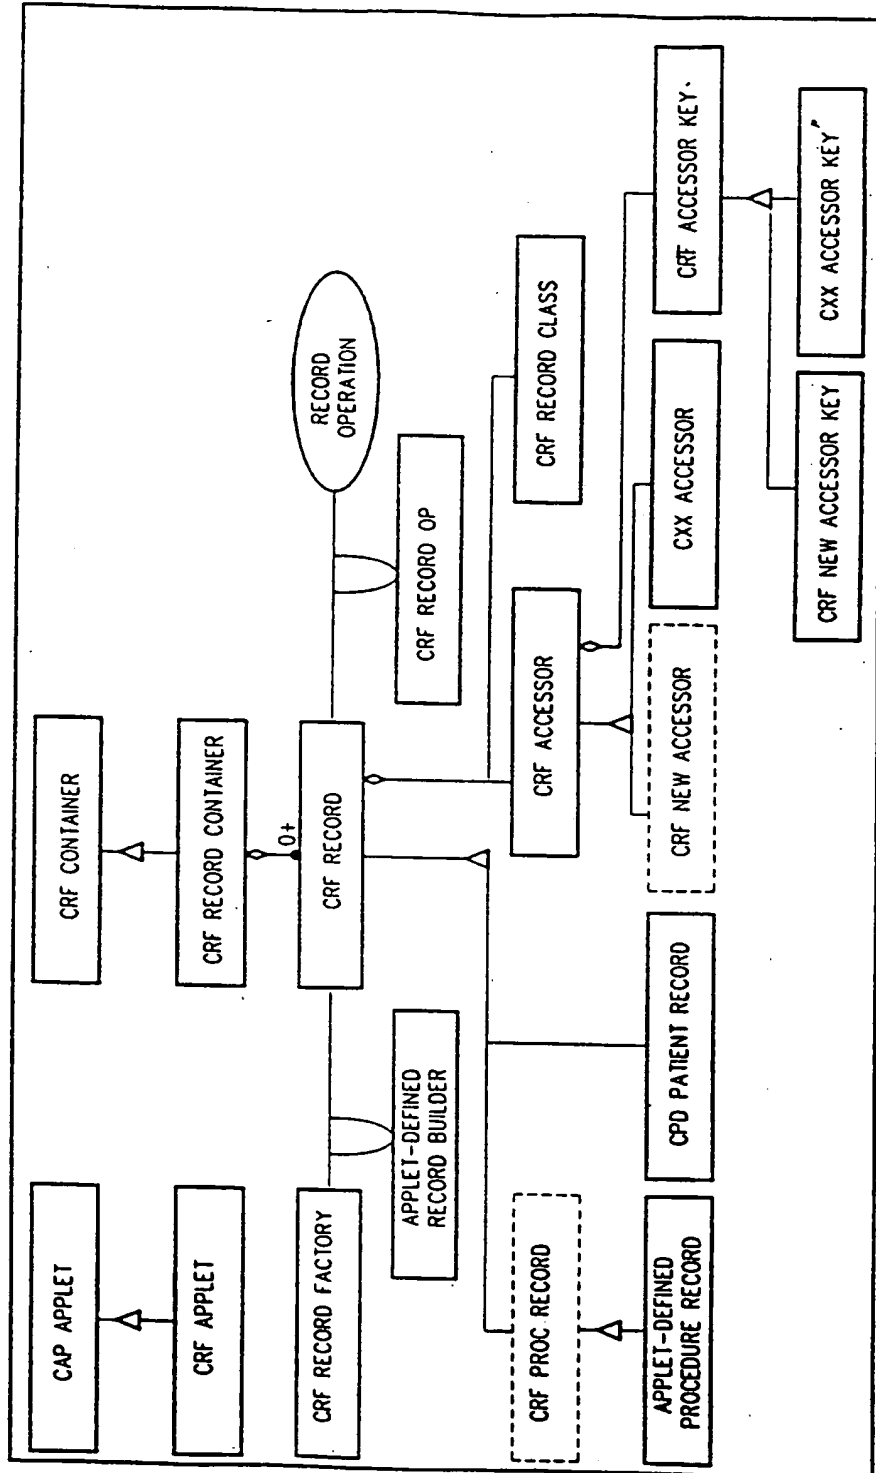 CAP APPLET
CRF CONTAINER
CRF APPLET
CRF RECORD CONTAINER
0+
CRF RECORD FACTORY
CRF RECORD
RECORD
OPERATION
APPLET-DEFINED
RECORD BUILDER
CRF RECORD OP
CRF PROC RECORD
CRF ACCESSOR
CRF RECORD CLASS
APPLET-DEFINED
PROCEDURE RECORD
CPD PATIENT RECORD
CRF NEW ACCESSOR
CXX ACCESSOR
CRF ACCESSOR KEY
CRF NEW ACCESSOR KEY
CXX ACCESSOR KEY